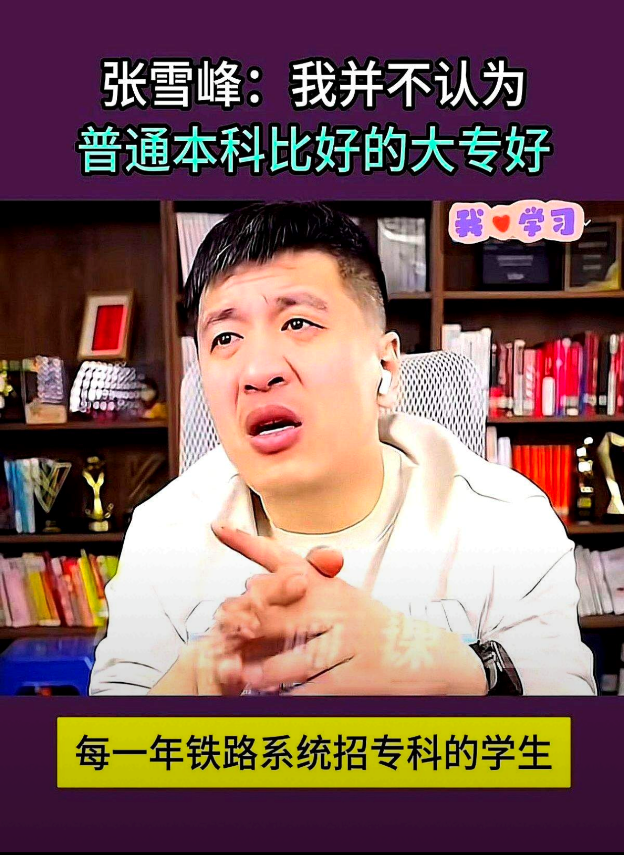 张雪峰：我并不认为
普通本科比好的大专好
我 学习
每一年铁路系统招专科的学生